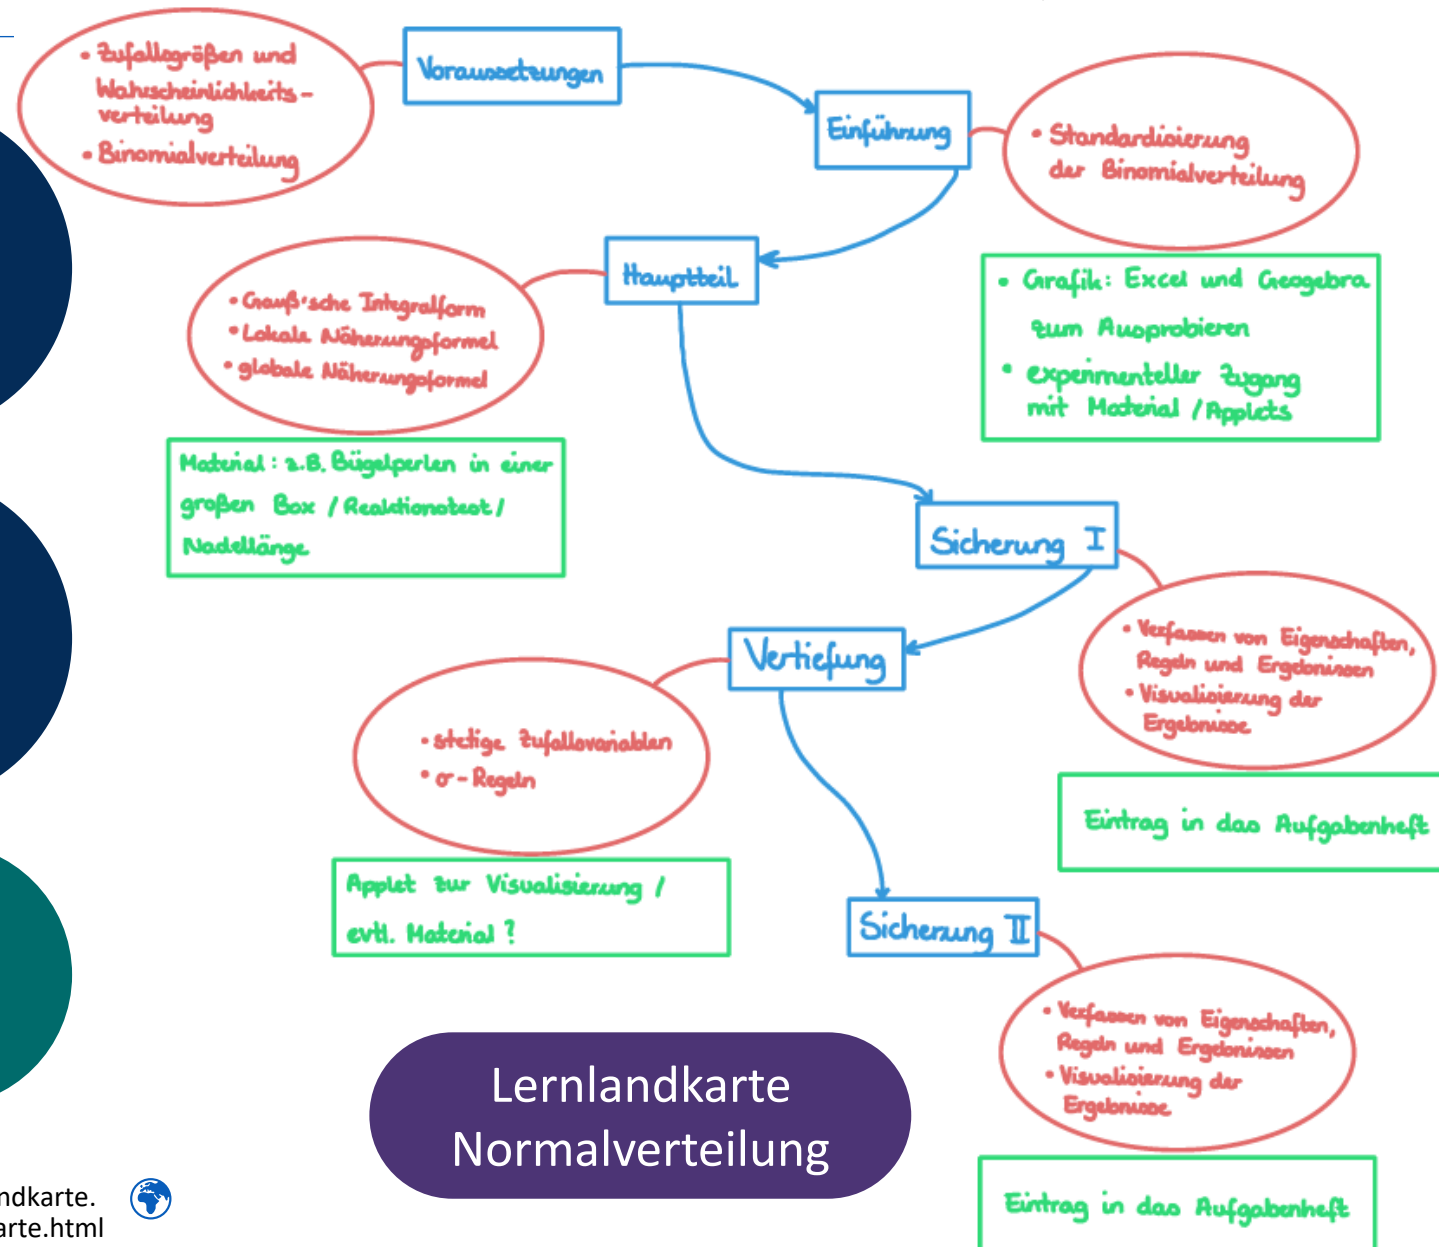 • Zufallsgrößen und
Wahrscheinlichkeits-
verteilung
• Binomialverteilung
Voraussetzungen
Einführung
• Standardisierung
der Binomialverteilung
• Grafik: Excel und Geogebra
zum Ausprobieren
• experimenteller Zugang
mit Material / Applets
Hauptteil
• Gauß'sche Integralform
• Lokale Näherungsformel
• globale Näherungsformel
Material: z.B. Bügelperlen in einer
großen Box / Reaktionstest /
Nadellänge
Sicherung I
• Verfassen von Eigenschaften,
Regeln und Ergebnissen
• Visualisierung der
Ergebnisse
Eintrag in das Aufgabenheft
Vertiefung
• stetige Zufallsvariablen
• σ-Regeln
Applet zur Visualisierung /
evtl. Material?
Sicherung II
• Verfassen von Eigenschaften,
Regeln und Ergebnissen
• Visualisierung der
Ergebnisse
Eintrag in das Aufgabenheft
Lernlandkarte
Normalverteilung
ndkarte.
arte.html